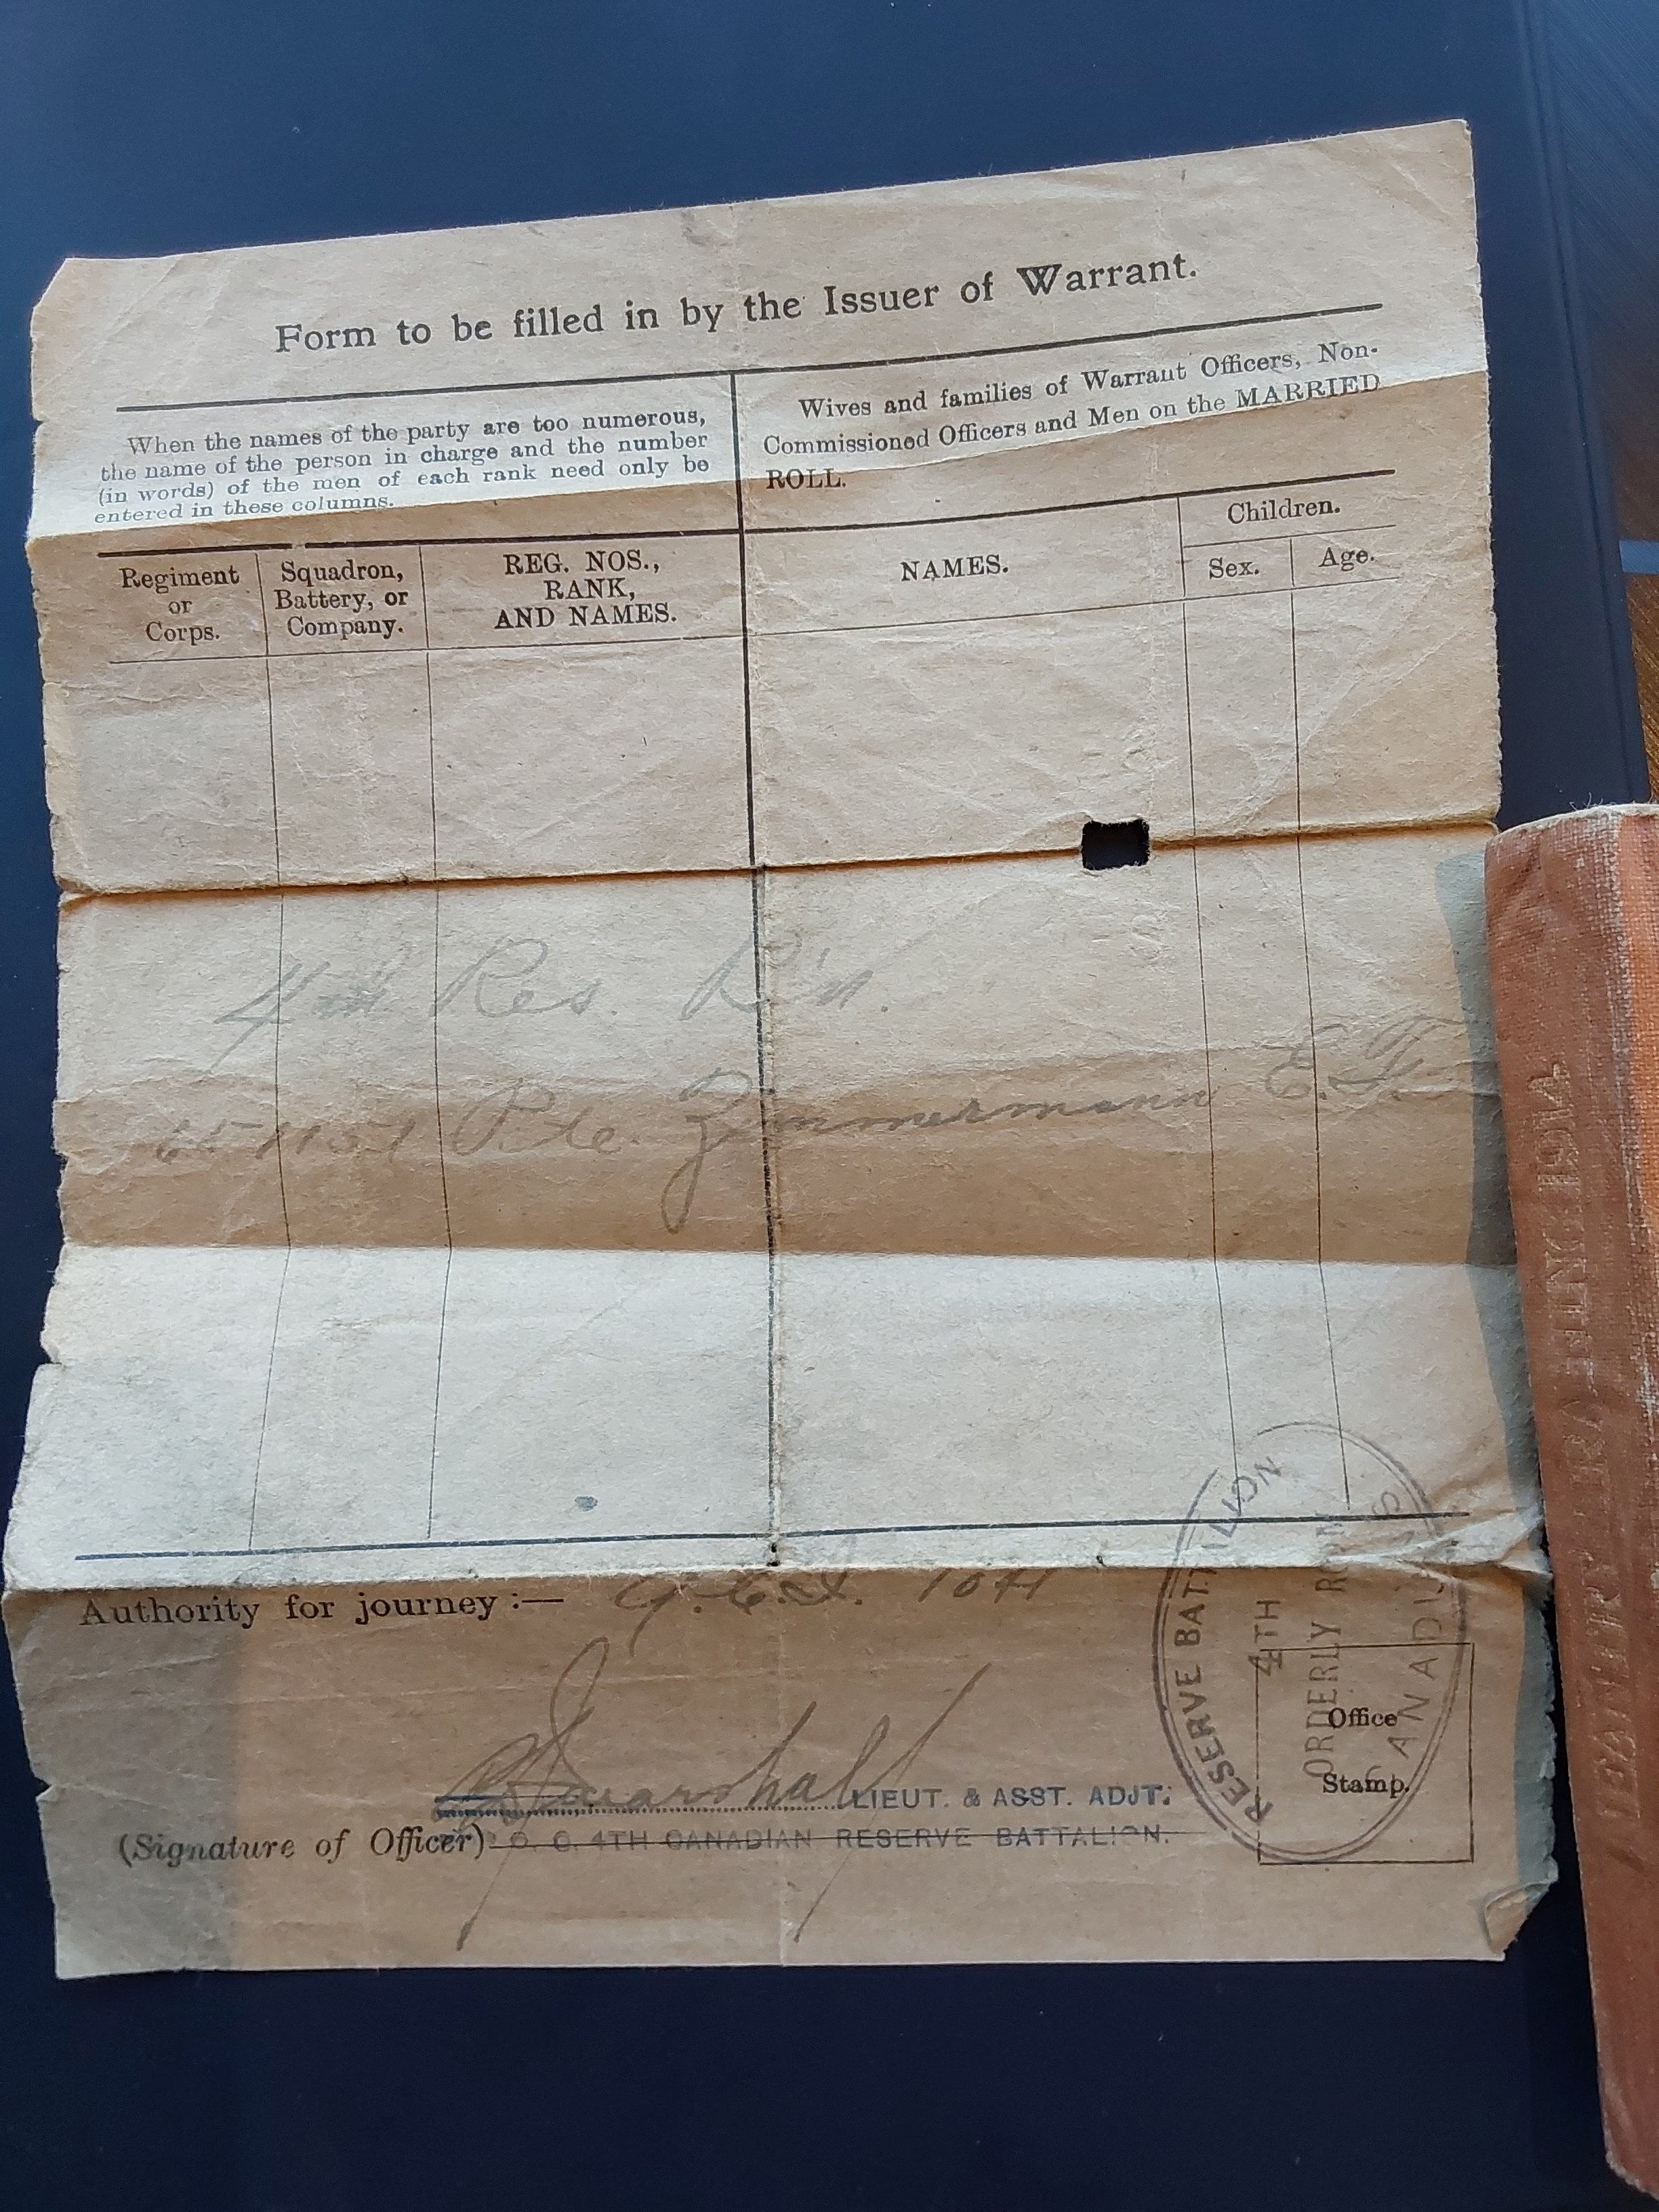 Form to be filled in by the Issuer of Warrant.
When the names of the party are too numerous,
the name of the person in charge and the number
(in words) of the men of each rank need only be
entered in these columns.
Wives and families of Warrant Officers, Non-
Commissioned Officers and Men on the MARRIED
ROLL.
Regiment
or
Corps.
Squadron,
Battery, or
Company.
REG. NOS.,
RANK,
AND NAMES.
NAMES.
Children.
Sex.
Age.
4th Res. B'n.
Pte. Zimmermann E.F.
Authority for journey :—
Marshall LIEUT. & ASST. ADJT.
(Signature of Officer) O. C. 4TH CANADIAN RESERVE BATTALION.
RESERVE BATTALION
4TH
ORDERLY ROOM
CANADIANS
Office
Stamp.
INFANTRY TRAINING 1914